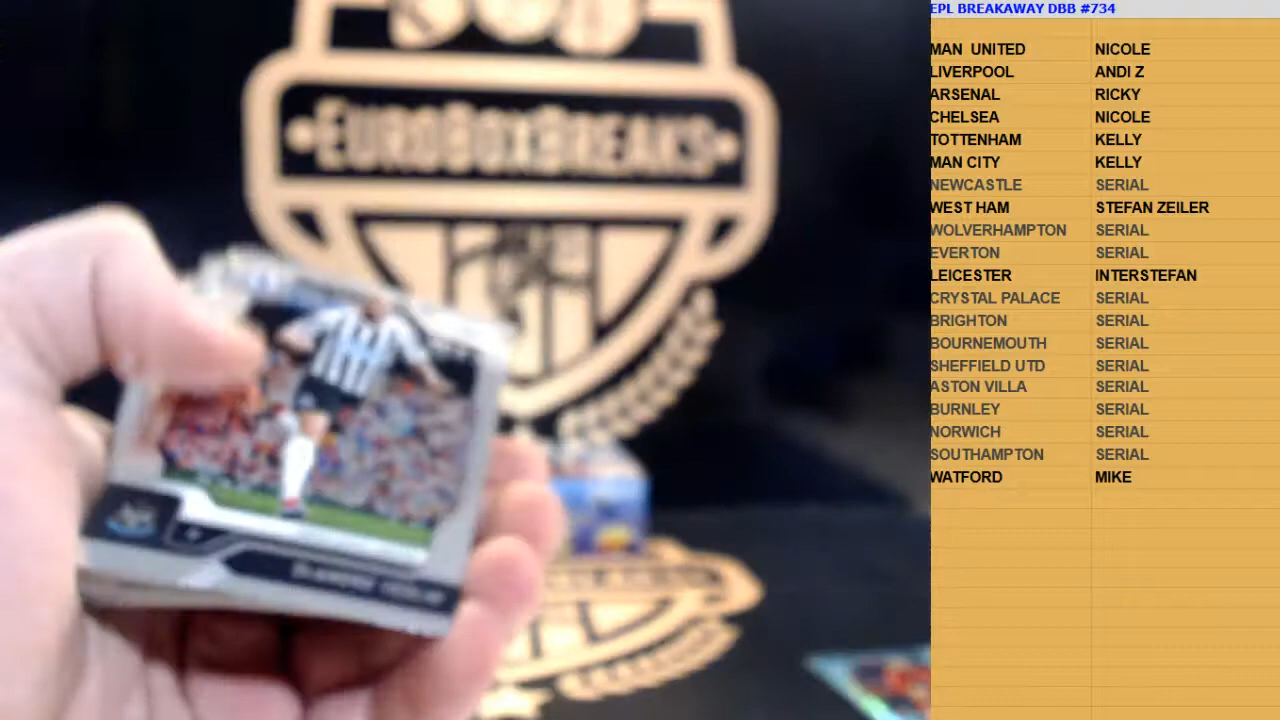 EUROBOXBREAKS
EPL BREAKAWAY DBB #734
MAN UNITED NICOLE
LIVERPOOL ANDI Z
ARSENAL RICKY
CHELSEA NICOLE
TOTTENHAM KELLY
MAN CITY KELLY
NEWCASTLE SERIAL
WEST HAM STEFAN ZEILER
WOLVERHAMPTON SERIAL
EVERTON SERIAL
LEICESTER INTERSTEFAN
CRYSTAL PALACE SERIAL
BRIGHTON SERIAL
BOURNEMOUTH SERIAL
SHEFFIELD UTD SERIAL
ASTON VILLA SERIAL
BURNLEY SERIAL
NORWICH SERIAL
SOUTHAMPTON SERIAL
WATFORD MIKE